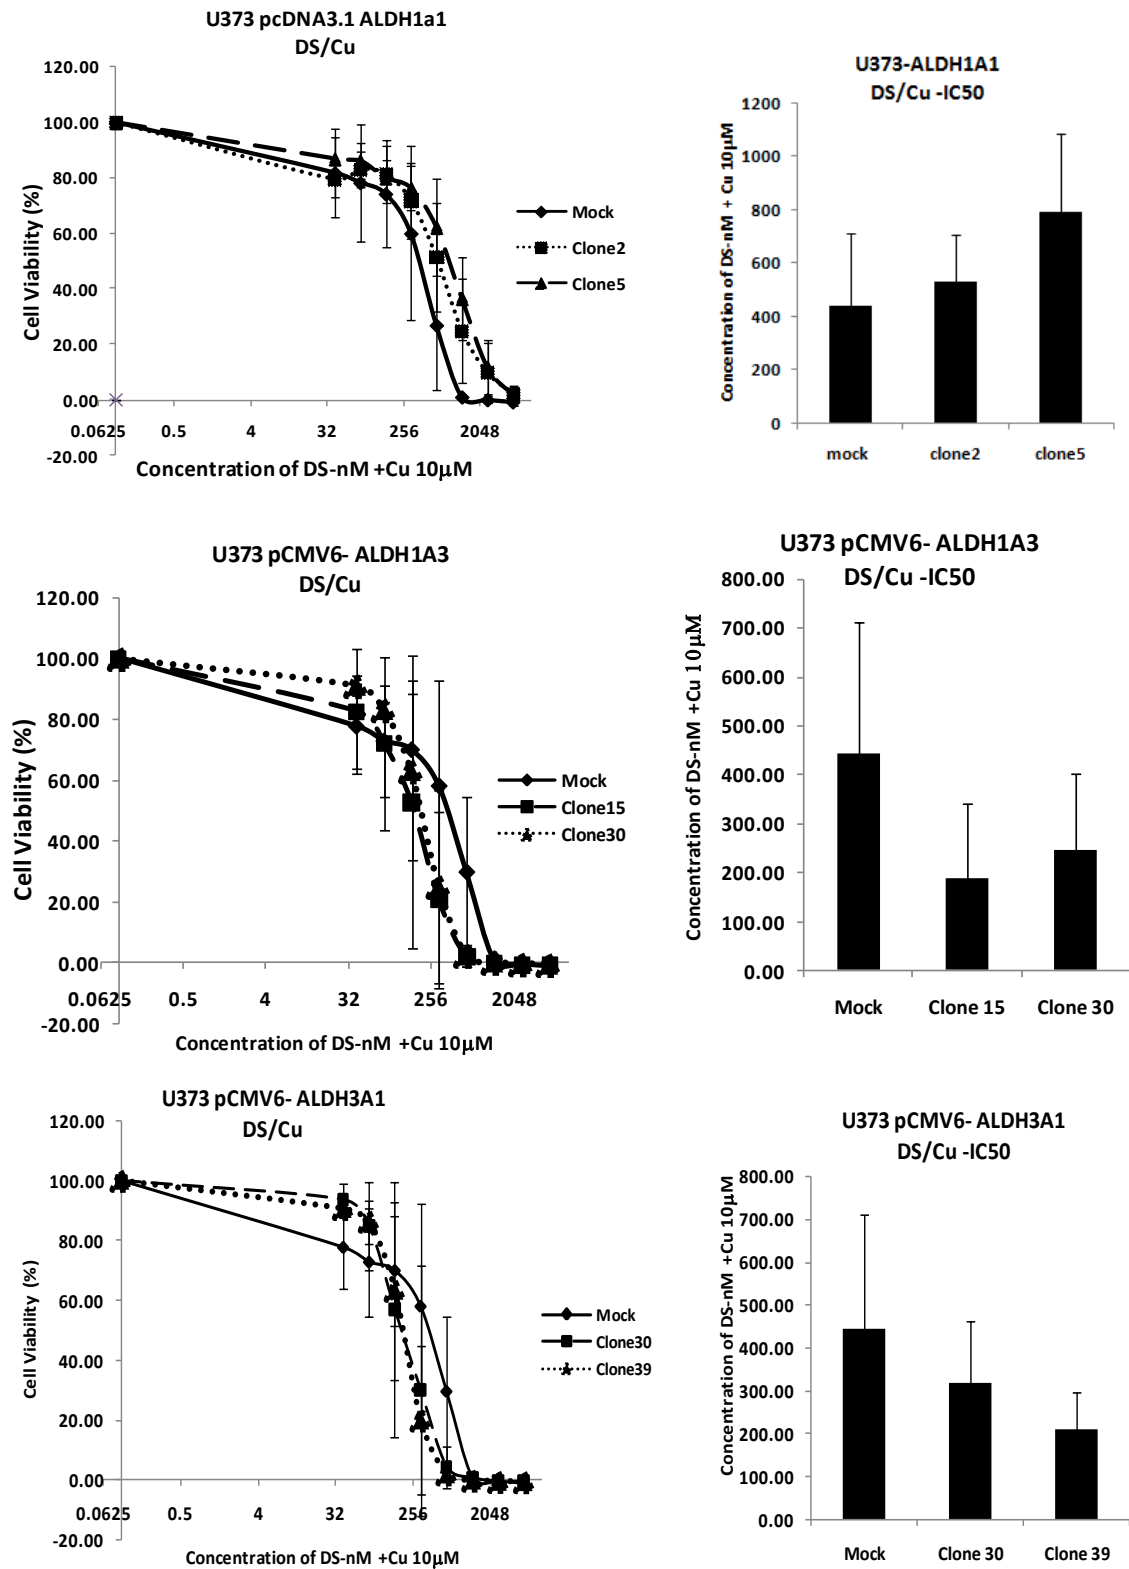 U373 pcDNA3.1 ALDH1a1
DS/Cu
120.00
100.00
80.00
60.00
40.00
20.00
0.00
-20.00
Cell Viability (%)
0.0625 0.5 4 32 256 2048
Concentration of DS-nM +Cu 10µM
Mock
Clone2
Clone5
U373-ALDH1A1
DS/Cu -IC50
1200
1000
800
600
400
200
0
Concentration of DS-nM + Cu 10µM
mock clone2 clone5
U373 pCMV6- ALDH1A3
DS/Cu
120.00
100.00
80.00
60.00
40.00
20.00
0.00
-20.00
Cell Viability (%)
0.0625 0.5 4 32 256 2048
Concentration of DS-nM +Cu 10µM
Mock
Clone15
Clone30
U373 pCMV6- ALDH1A3
DS/Cu -IC50
800.00
700.00
600.00
500.00
400.00
300.00
200.00
100.00
0.00
Concentration of DS-nM +Cu 10µM
Mock Clone 15 Clone 30
U373 pCMV6- ALDH3A1
DS/Cu
120.00
100.00
80.00
60.00
40.00
20.00
0.00
-20.00
Cell Viability (%)
0.0625 0.5 4 32 256 2048
Concentration of DS-nM +Cu 10µM
Mock
Clone30
Clone39
U373 pCMV6- ALDH3A1
DS/Cu -IC50
800.00
700.00
600.00
500.00
400.00
300.00
200.00
100.00
0.00
Concentration of DS-nM +Cu 10µM
Mock Clone 30 Clone 39